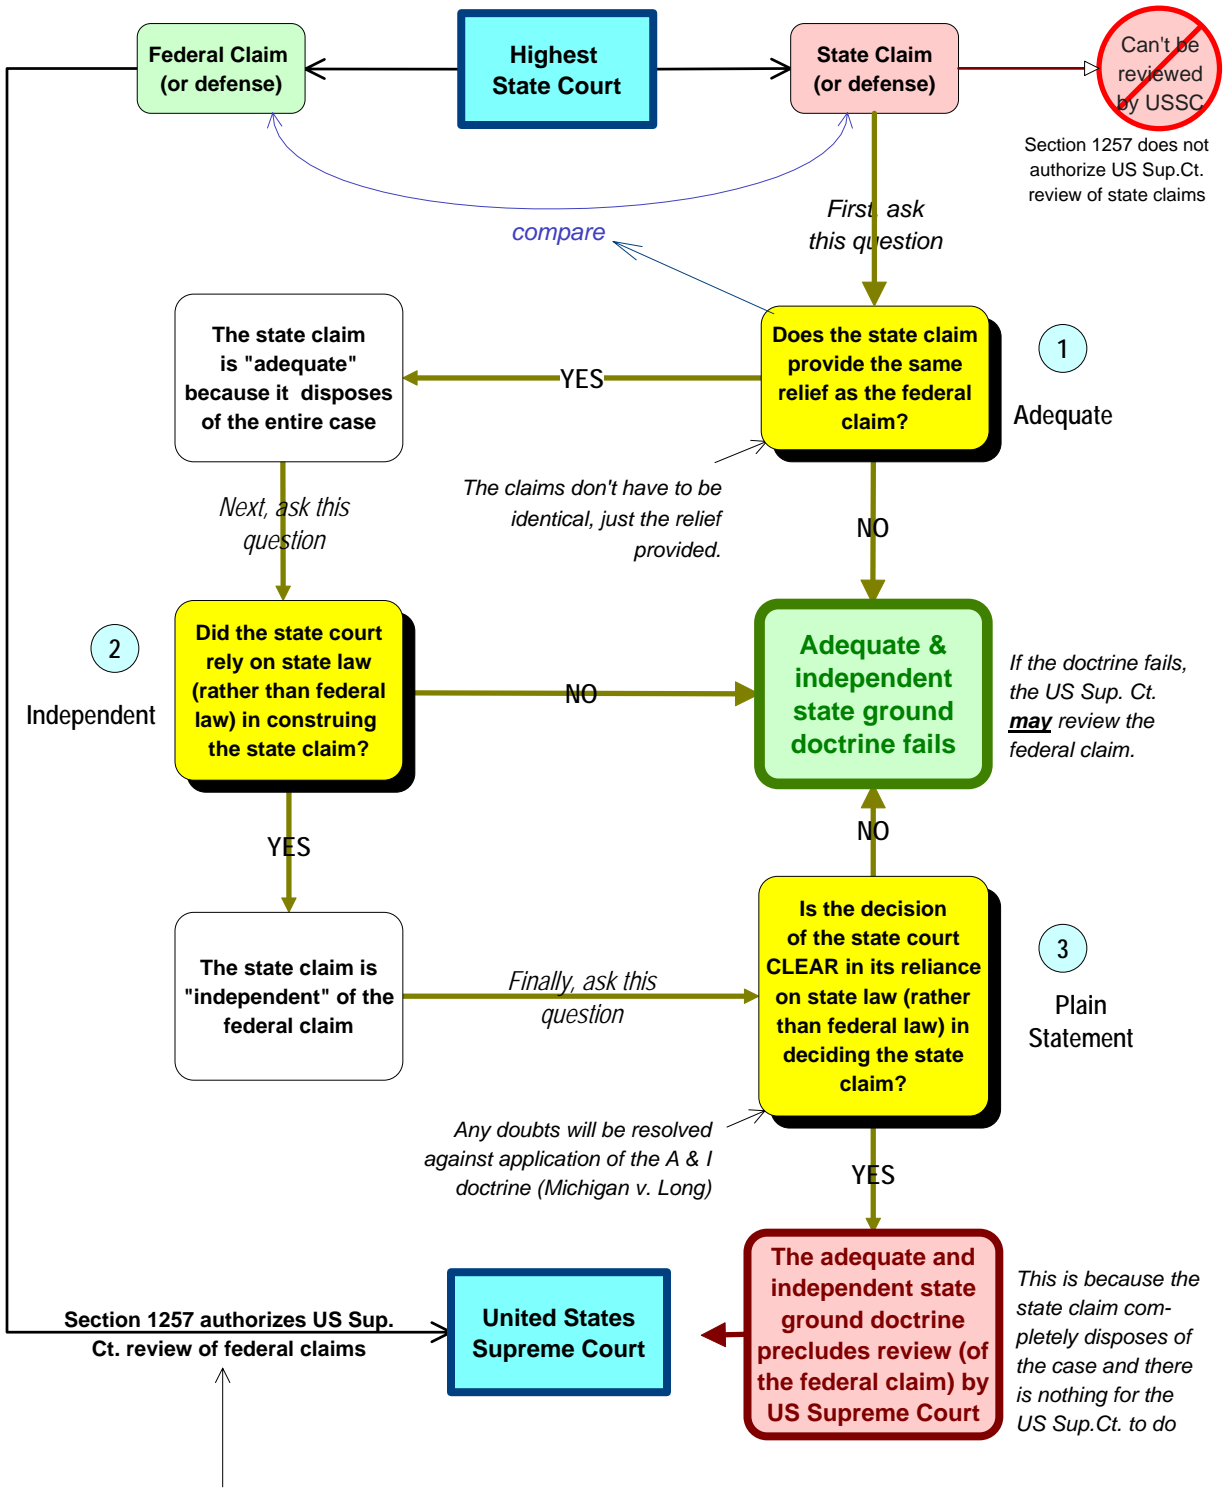 Federal Claim
(or defense)
Highest
State Court
State Claim
(or defense)
Can't be
reviewed
by USSC
Section 1257 does not
authorize US Sup.Ct.
review of state claims
First, ask
this question
compare
The state claim
is "adequate"
because it disposes
of the entire case
YES
Does the state claim
provide the same
relief as the federal
claim?
1
Adequate
The claims don't have to be
identical, just the relief
provided.
Next, ask this
question
NO
2
Independent
Did the state court
rely on state law
(rather than federal
law) in construing
the state claim?
NO
Adequate &
independent
state ground
doctrine fails
If the doctrine fails,
the US Sup. Ct.
may review the
federal claim.
YES
NO
The state claim is
"independent" of the
federal claim
Finally, ask this
question
Is the decision
of the state court
CLEAR in its reliance
on state law (rather
than federal law) in
deciding the state
claim?
3
Plain
Statement
Any doubts will be resolved
against application of the A & I
doctrine (Michigan v. Long)
YES
Section 1257 authorizes US Sup.
Ct. review of federal claims
United States
Supreme Court
The adequate and
independent state
ground doctrine
precludes review (of
the federal claim) by
US Supreme Court
This is because the
state claim com-
pletely disposes of
the case and there
is nothing for the
US Sup.Ct. to do